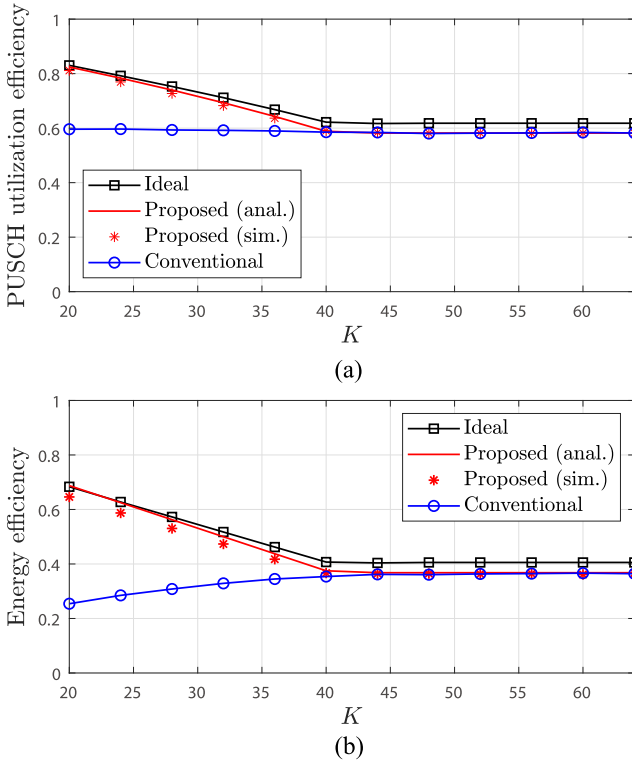 PUSCH utilization efficiency
1
0.8
0.6
0.4
0.2
0
Ideal
Proposed (anal.)
Proposed (sim.)
Conventional
20 25 30 35 40 45 50 55 60
K
(a)
Energy efficiency
1
0.8
0.6
0.4
0.2
0
Ideal
Proposed (anal.)
Proposed (sim.)
Conventional
20 25 30 35 40 45 50 55 60
K
(b)